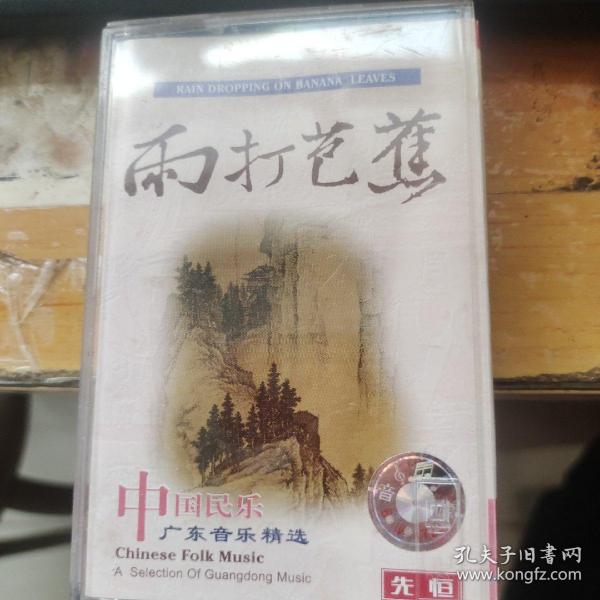 RAIN DROPPING ON BANANA LEAVES
雨打芭蕉
中国民乐
广东音乐精选
Chinese Folk Music
A Selection Of Guangdong Music
音
先恒
孔夫子旧书网
www.kongfz.com